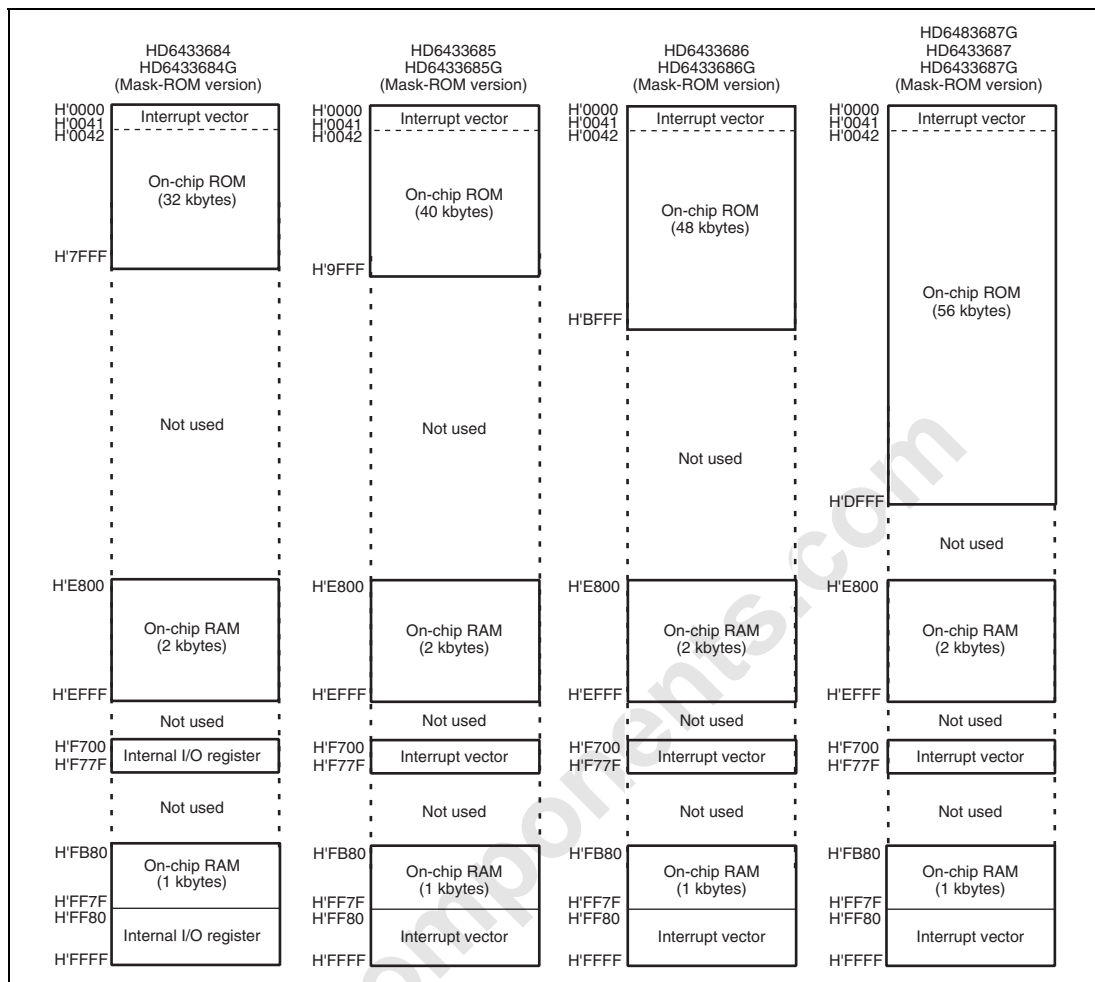 HD6433684
HD6433684G
(Mask-ROM version)
H'0000
H'0041
H'0042
Interrupt vector
On-chip ROM
(32 kbytes)
H'7FFF
Not used
H'E800
On-chip RAM
(2 kbytes)
H'EFFF
Not used
H'F700
H'F77F
Internal I/O register
Not used
H'FB80
On-chip RAM
(1 kbytes)
H'FF7F
H'FF80
Internal I/O register
H'FFFF
HD6433685
HD6433685G
(Mask-ROM version)
H'0000
H'0041
H'0042
Interrupt vector
On-chip ROM
(40 kbytes)
H'9FFF
Not used
H'E800
On-chip RAM
(2 kbytes)
H'EFFF
Not used
H'F700
H'F77F
Interrupt vector
Not used
H'FB80
On-chip RAM
(1 kbytes)
H'FF7F
H'FF80
Interrupt vector
H'FFFF
HD6433686
HD6433686G
(Mask-ROM version)
H'0000
H'0041
H'0042
Interrupt vector
On-chip ROM
(48 kbytes)
H'BFFF
Not used
H'E800
On-chip RAM
(2 kbytes)
H'EFFF
Not used
H'F700
H'F77F
Interrupt vector
Not used
H'FB80
On-chip RAM
(1 kbytes)
H'FF7F
H'FF80
Interrupt vector
H'FFFF
HD6483687G
HD6433687
HD6433687G
(Mask-ROM version)
H'0000
H'0041
H'0042
Interrupt vector
On-chip ROM
(56 kbytes)
H'DFFF
Not used
H'E800
On-chip RAM
(2 kbytes)
H'EFFF
Not used
H'F700
H'F77F
Interrupt vector
Not used
H'FB80
On-chip RAM
(1 kbytes)
H'FF7F
H'FF80
Interrupt vector
H'FFFF
omponents.com